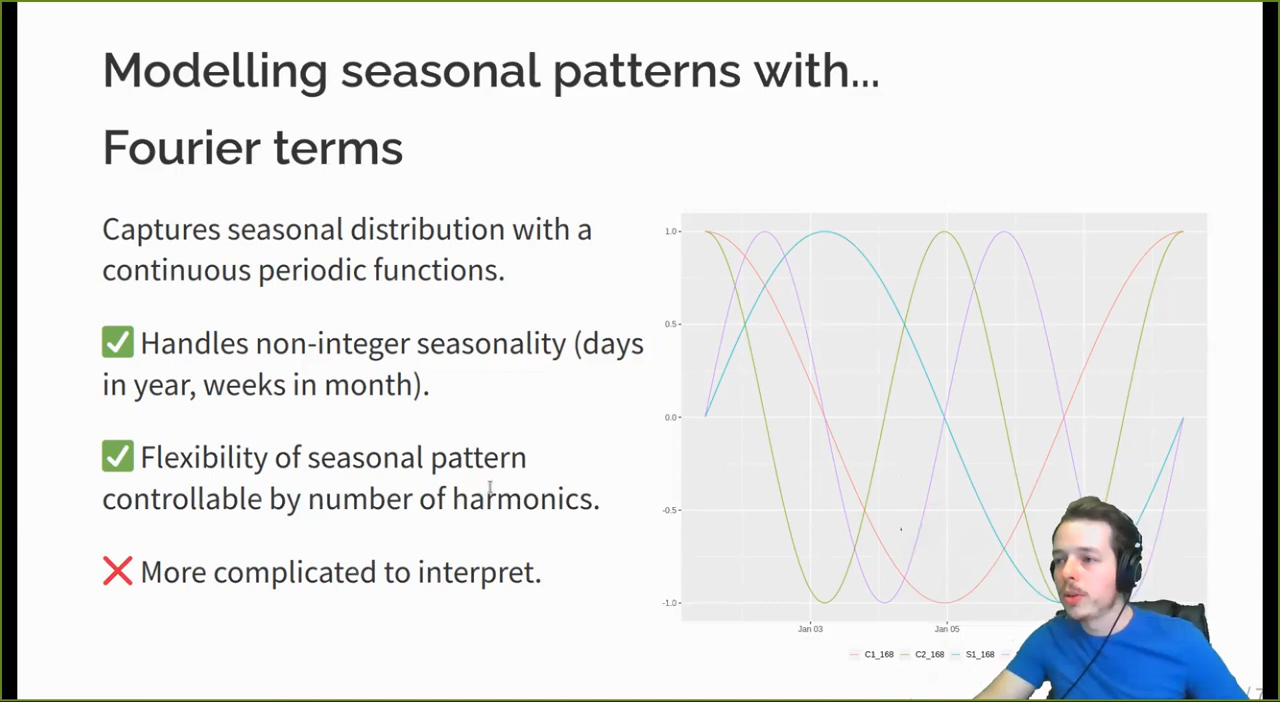 Modelling seasonal patterns with...
Fourier terms
Captures seasonal distribution with a
continuous periodic functions.
✅ Handles non-integer seasonality (days
in year, weeks in month).
✅ Flexibility of seasonal pattern
controllable by number of harmonics.
❌ More complicated to interpret.
1.0
0.5
0.0
-0.5
-1.0
Jan 03 Jan 05
C1_168 C2_168 S1_168